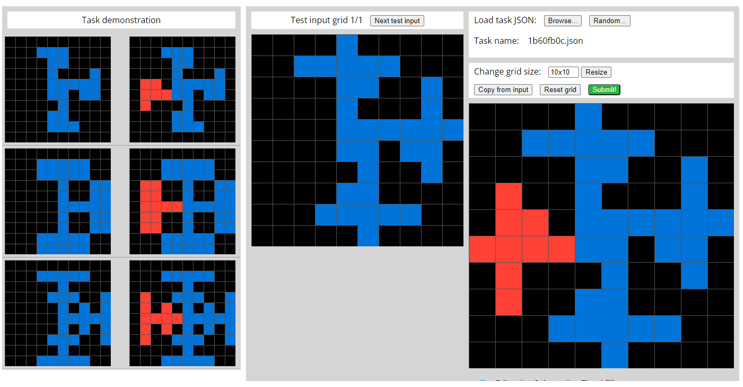 Task demonstration
Test input grid 1/1 Next test input
Load task JSON: Browse... Random...
Task name: 1b60fb0c.json
Change grid size: 10x10 Resize
Copy from input Reset grid Submit!